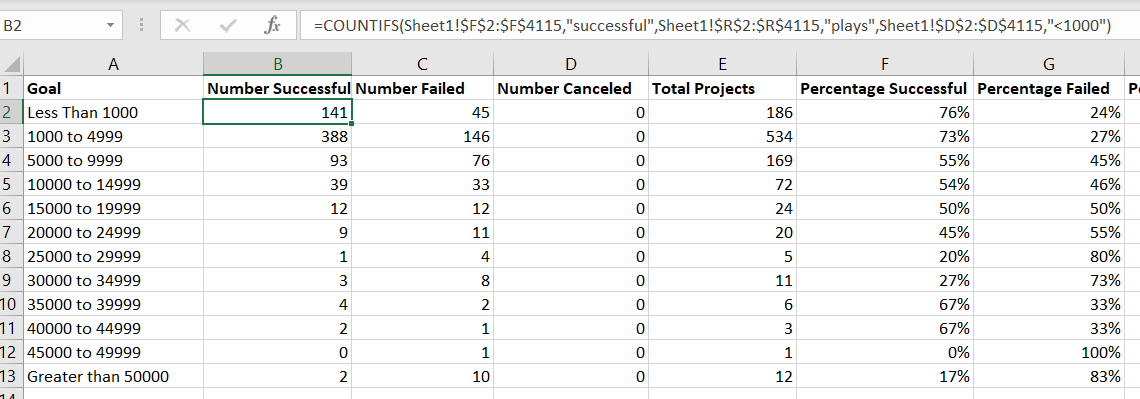 B2 fx =COUNTIFS(Sheet1!$F$2:$F$4115,"successful",Sheet1!$R$2:$R$4115,"plays",Sheet1!$D$2:$D$4115,"<1000")
A B C D E F G
1 Goal Number Successful Number Failed Number Canceled Total Projects Percentage Successful Percentage Failed
2 Less Than 1000 141 45 0 186 76% 24%
3 1000 to 4999 388 146 0 534 73% 27%
4 5000 to 9999 93 76 0 169 55% 45%
5 10000 to 14999 39 33 0 72 54% 46%
6 15000 to 19999 12 12 0 24 50% 50%
7 20000 to 24999 9 11 0 20 45% 55%
8 25000 to 29999 1 4 0 5 20% 80%
9 30000 to 34999 3 8 0 11 27% 73%
10 35000 to 39999 4 2 0 6 67% 33%
11 40000 to 44999 2 1 0 3 67% 33%
12 45000 to 49999 0 1 0 1 0% 100%
13 Greater than 50000 2 10 0 12 17% 83%